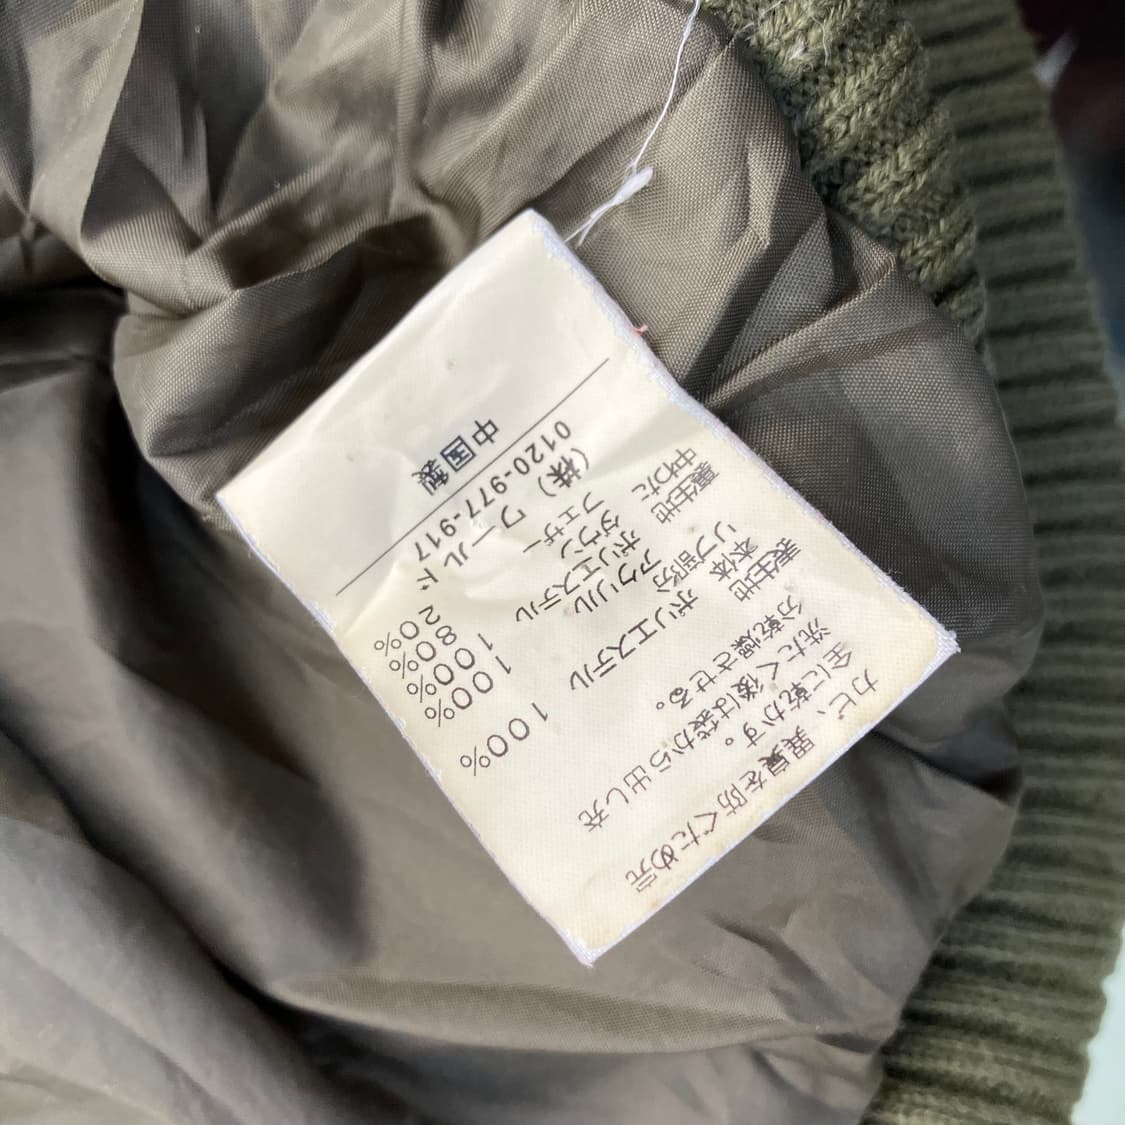 カビ、異臭を防ぐため完
全に乾かす。
洗たく後は袋から出し充
分乾燥させる。
表生地
本体 ポリエステル 100%
リブ部分 アクリル 100%
裏生地 ポリエステル 100%
中わた ダウン 80%
フェザー 20%
(株) ワールド
0120-977-917
中国製